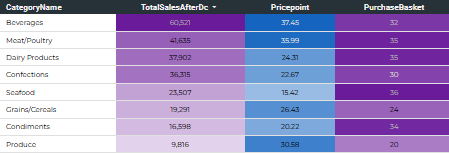 CategoryName TotalSalesAfterDc Pricepoint PurchaseBasket
Beverages 60,521 37.45 32
Meat/Poultry 41,635 35.99 35
Dairy Products 37,902 24.31 35
Confections 36,315 22.67 30
Seafood 23,507 15.42 36
Grains/Cereals 19,291 26.43 24
Condiments 16,598 20.22 34
Produce 9,816 30.58 20